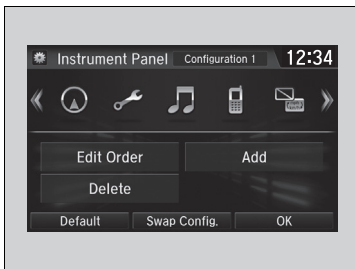 Instrument Panel Configuration 1 12:34
Edit Order Add
Delete
Default Swap Config. OK